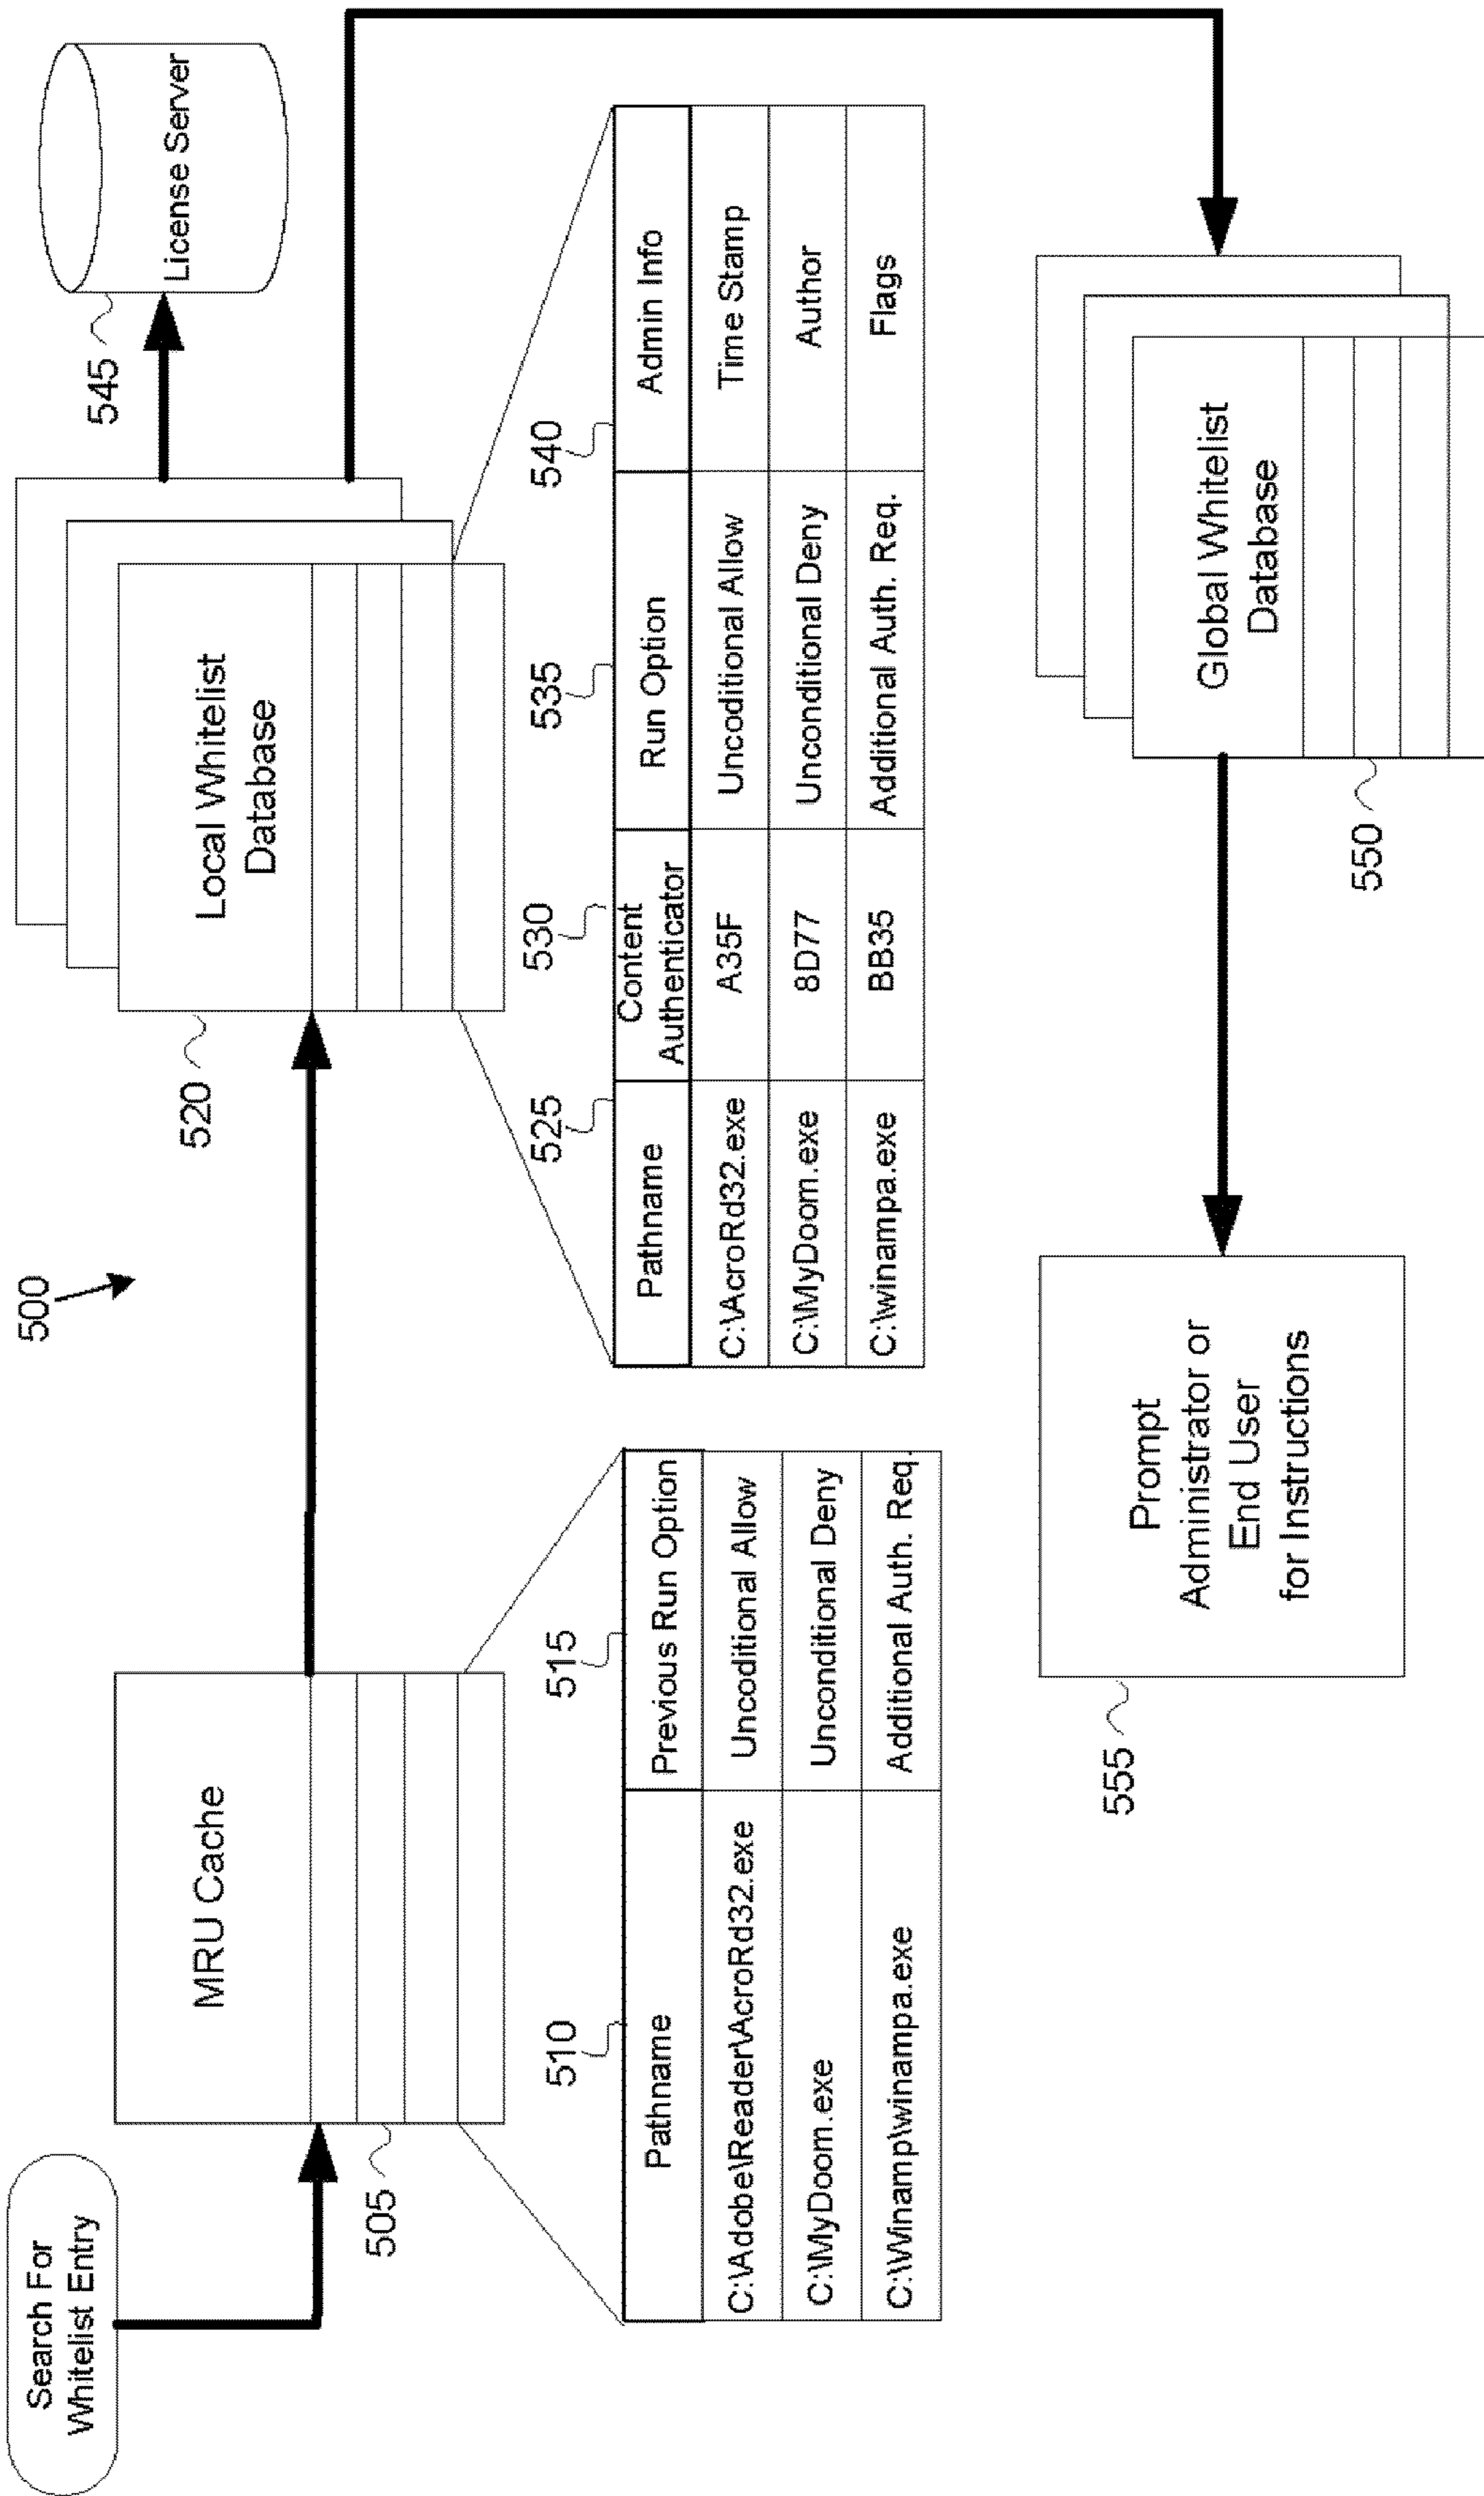 500
Search For
Whitelist Entry
MRU Cache
505
Local Whitelist
Database
520
License Server
545
510
515
Pathname
Previous Run Option
C:\Adobe\Reader\AcroRd32.exe
Uncoditional Allow
C:\MyDoom.exe
Unconditional Deny
C:\Winamp\winampa.exe
Additional Auth. Req.
525
530
535
540
Pathname
Content
Authenticator
Run Option
Admin Info
C:\AcroRd32.exe
A35F
Uncoditional Allow
Time Stamp
C:\MyDoom.exe
8D77
Unconditional Deny
Author
C:\winampa.exe
BB35
Additional Auth. Req.
Flags
Prompt
Administrator or
End User
for Instructions
555
Global Whitelist
Database
550